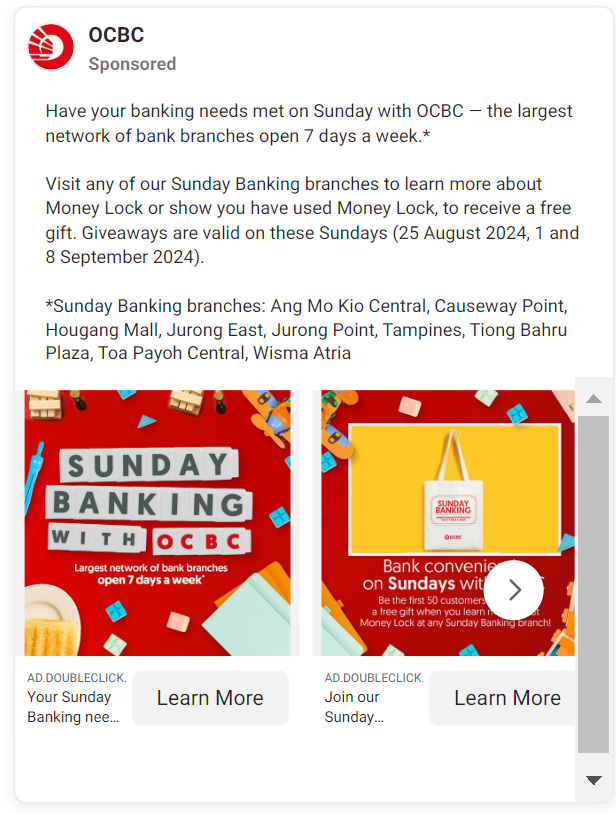 OCBC
Sponsored
Have your banking needs met on Sunday with OCBC — the largest
network of bank branches open 7 days a week.*
Visit any of our Sunday Banking branches to learn more about
Money Lock or show you have used Money Lock, to receive a free
gift. Giveaways are valid on these Sundays (25 August 2024, 1 and
8 September 2024).
*Sunday Banking branches: Ang Mo Kio Central, Causeway Point,
Hougang Mall, Jurong East, Jurong Point, Tampines, Tiong Bahru
Plaza, Toa Payoh Central, Wisma Atria
SUNDAY
BANKING
WITH OCBC
Largest network of bank branches
open 7 days a week*
SUNDAY
BANKING
OCBC
Bank
on Sundays
Be the first 50 customers
a free gift when you learn
Money Lock at any Sunday Banking branch!
AD.DOUBLECLICK.
Your Sunday
Banking nee...
Learn More
AD.DOUBLECLICK.
Join our
Sunday...
Learn More